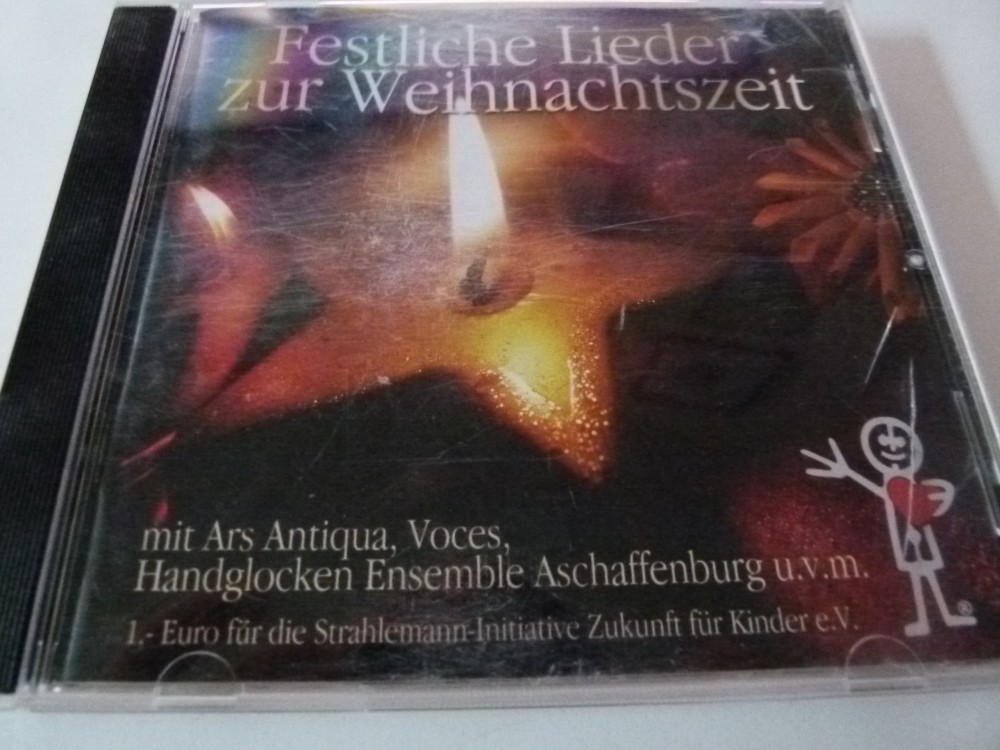 Festliche Lieder
zur Weihnachtszeit
mit Ars Antiqua, Voces,
Handglocken Ensemble Aschaffenburg u.v.m.
1,- Euro für die Strahlemann-Initiative Zukunft für Kinder e.V.
®